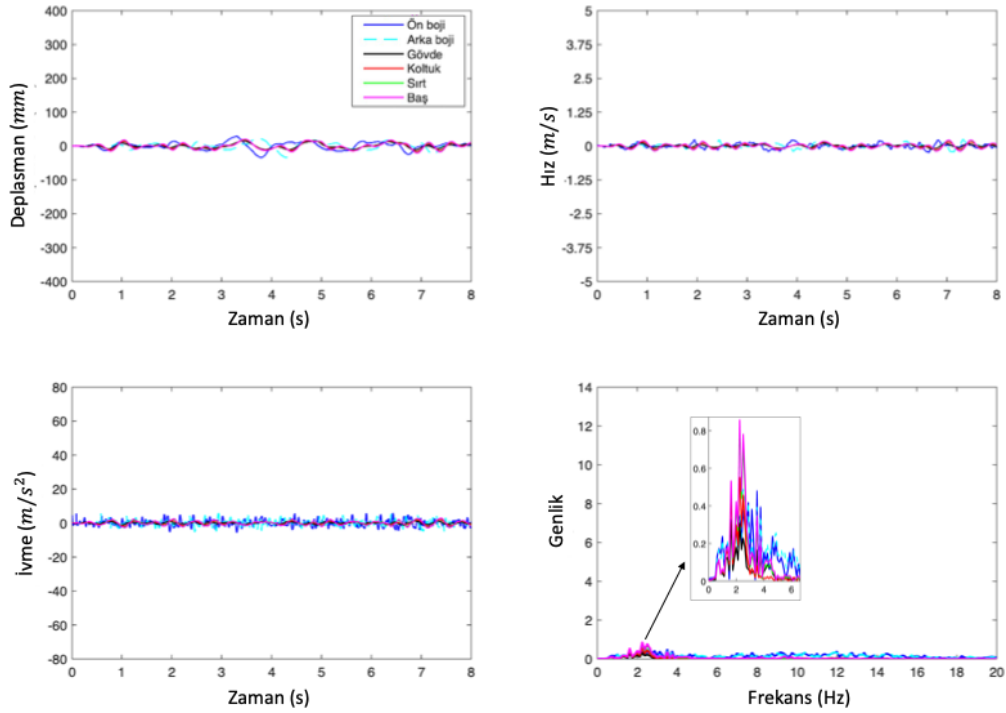 400
300
200
100
0
-100
-200
-300
-400
0 1 2 3 4 5 6 7 8
Deplasman (mm)
Zaman (s)
Ön boji
Arka boji
Gövde
Koltuk
Sırt
Baş
5
3.75
2.5
1.25
0
-1.25
-2.5
-3.75
-5
0 1 2 3 4 5 6 7 8
Hız (m/s)
Zaman (s)
80
60
40
20
0
-20
-40
-60
-80
0 1 2 3 4 5 6 7 8
İvme (m/s²)
Zaman (s)
14
12
10
8
6
4
2
0
0 2 4 6 8 10 12 14 16 18 20
Genlik
Frekans (Hz)
0.8
0.6
0.4
0.2
0
0 2 4 6